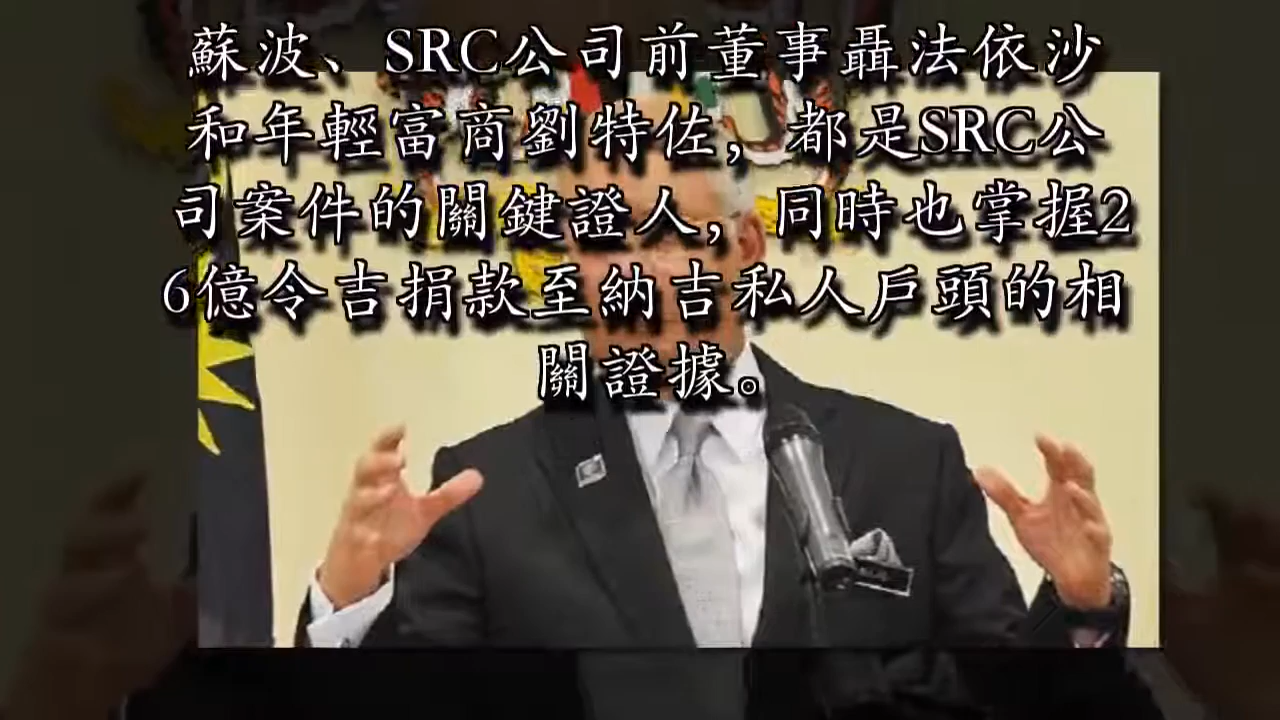 蘇波、SRC公司前董事聶法依沙
和年輕富商劉特佐，都是SRC公
司案件的關鍵證人，同時也掌握2
6億令吉捐款至納吉私人戶頭的相
關證據。